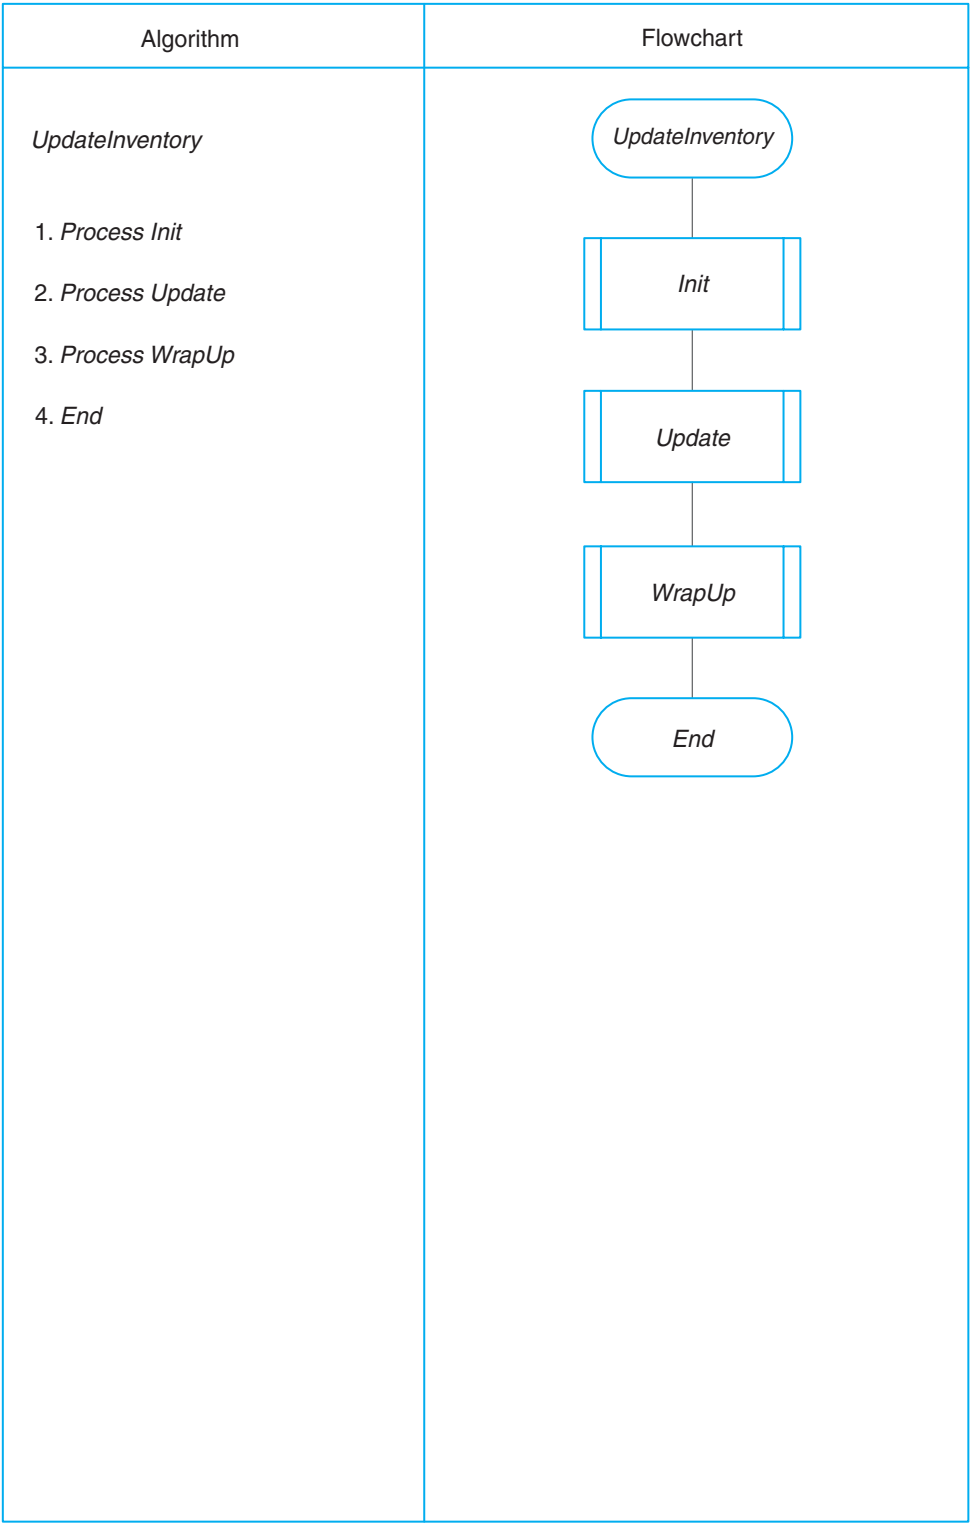 Algorithm
Flowchart
UpdateInventory
1. Process Init
2. Process Update
3. Process WrapUp
4. End
UpdateInventory
Init
Update
WrapUp
End